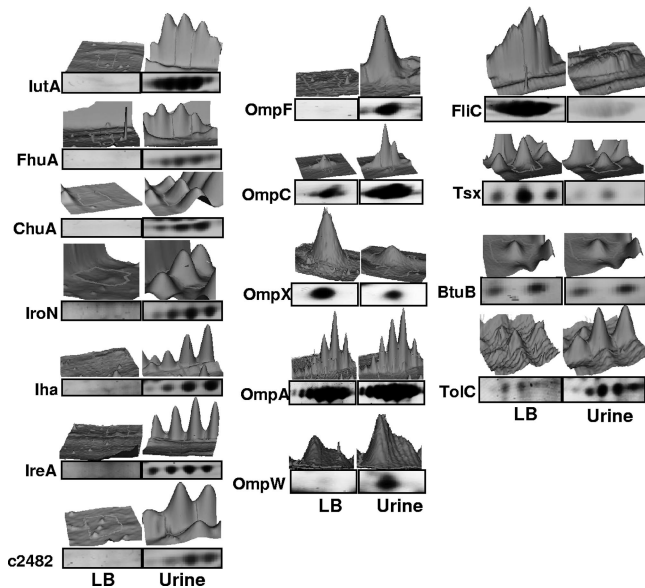 IutA
FhuA
ChuA
IroN
Iha
IreA
c2482
LB Urine
OmpF
OmpC
OmpX
OmpA
OmpW
LB Urine
FliC
Tsx
BtuB
TolC
LB Urine